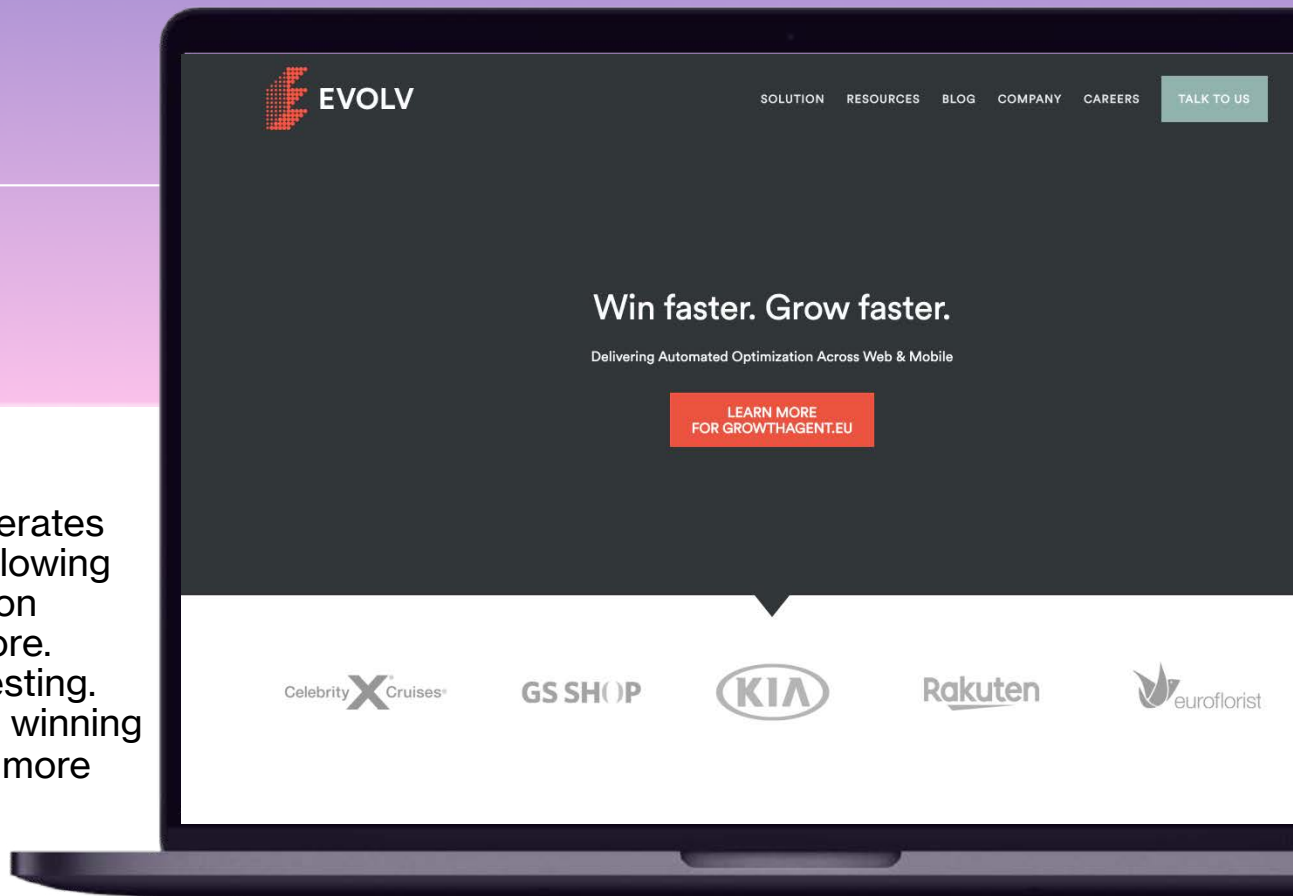 EVOLV
SOLUTION RESOURCES BLOG COMPANY CAREERS TALK TO US
Win faster. Grow faster.
Delivering Automated Optimization Across Web & Mobile
LEARN MORE
FOR GROWTHAGENT.EU
erates
lowing
on
ore.
esting.
winning
more
Celebrity X Cruises®
GS SHOP
KIA
Rakuten
euroflorist